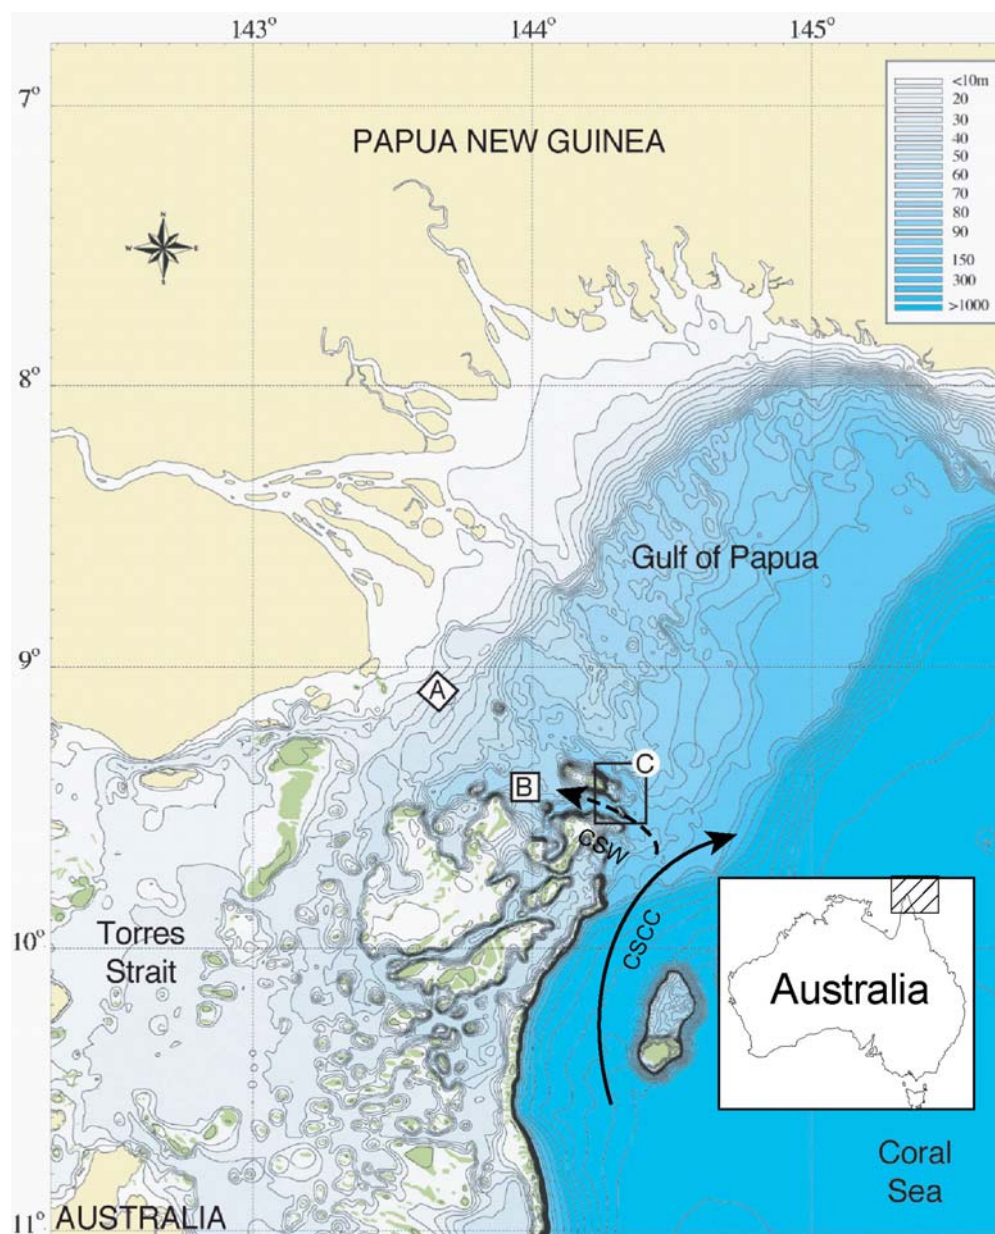 143°
144°
145°
7°
8°
9°
10°
11°
<10m
20
30
40
50
60
70
80
90
150
300
>1000
PAPUA NEW GUINEA
N
W
E
S
Gulf of Papua
A
B
C
CSW
CSCC
Torres
Strait
Australia
Coral
Sea
AUSTRALIA